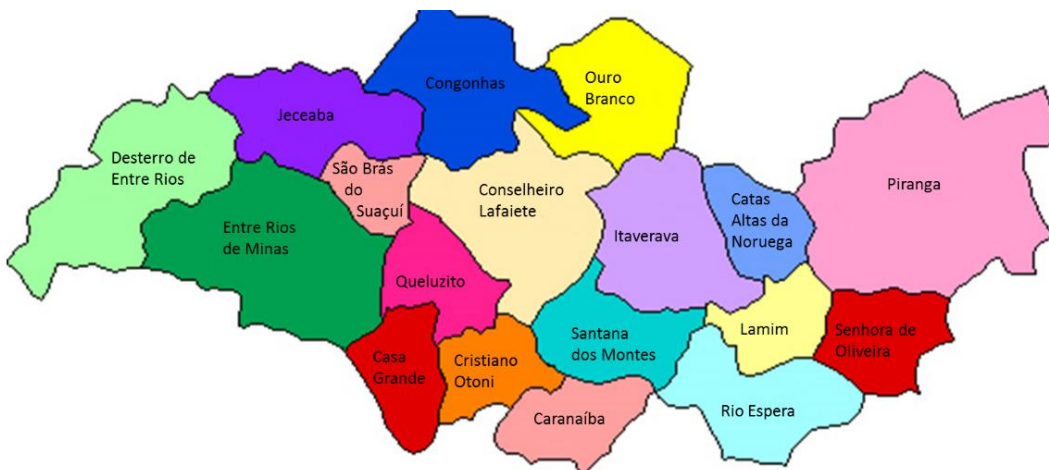 Congonhas
Ouro
Branco
Jeceaba
Desterro de
Entre Rios
São Brás
do
Suaçuí
Conselheiro
Lafaiete
Catas
Altas da
Noruega
Piranga
Entre Rios
de Minas
Itaverava
Queluzito
Santana
dos Montes
Lamim
Senhora de
Oliveira
Casa
Grande
Cristiano
Otoni
Caranaíba
Rio Espera